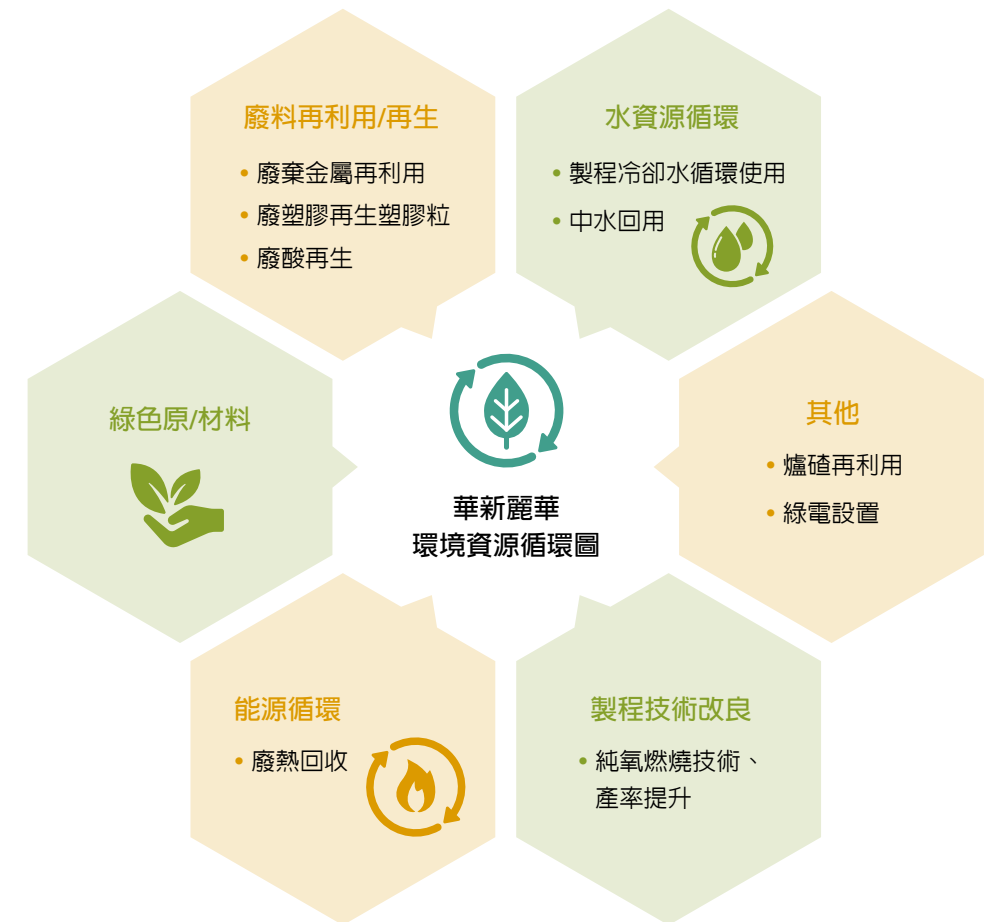 廢料再利用/再生
• 廢棄金屬再利用
• 廢塑膠再生塑膠粒
• 廢酸再生
水資源循環
• 製程冷卻水循環使用
• 中水回用
綠色原/材料
華新麗華
環境資源循環圖
其他
• 爐碴再利用
• 綠電設置
能源循環
• 廢熱回收
製程技術改良
• 純氧燃燒技術、
產率提升